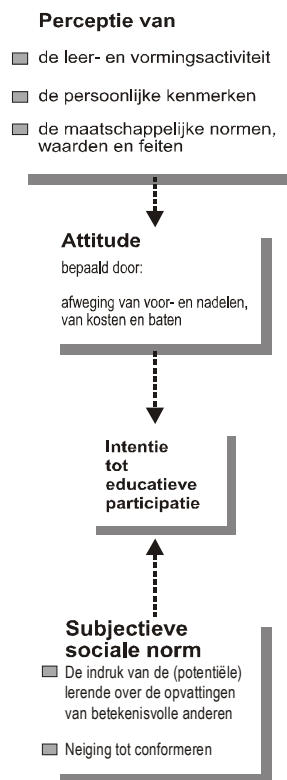 Perceptie van
de leer- en vormingsactiviteit
de persoonlijke kenmerken
de maatschappelijke normen,
waarden en feiten
Attitude
bepaald door:
afweging van voor- en nadelen,
van kosten en baten
Intentie
tot
educatieve
participatie
Subjectieve
sociale norm
De indruk van de (potentiële)
lerende over de opvattingen
van betekenisvolle anderen
Neiging tot conformeren